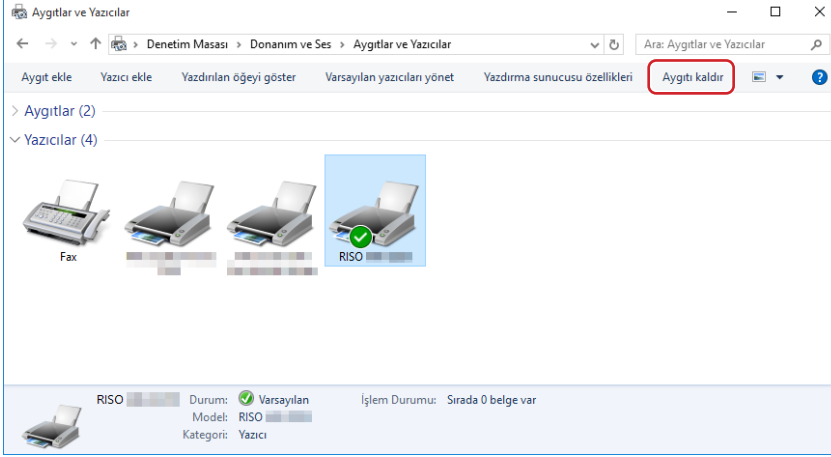 Aygıtlar ve Yazıcılar
Denetim Masası > Donanım ve Ses > Aygıtlar ve Yazıcılar
Ara: Aygıtlar ve Yazıcılar
Aygıt ekle Yazıcı ekle Yazdırılan öğeyi göster Varsayılan yazıcıları yönet Yazdırma sunucusu özellikleri Aygıtı kaldır
Aygıtlar (2)
Yazıcılar (4)
Fax
RISO
RISO Durum: Varsayılan İşlem Durumu: Sırada 0 belge var
Model: RISO
Kategori: Yazıcı